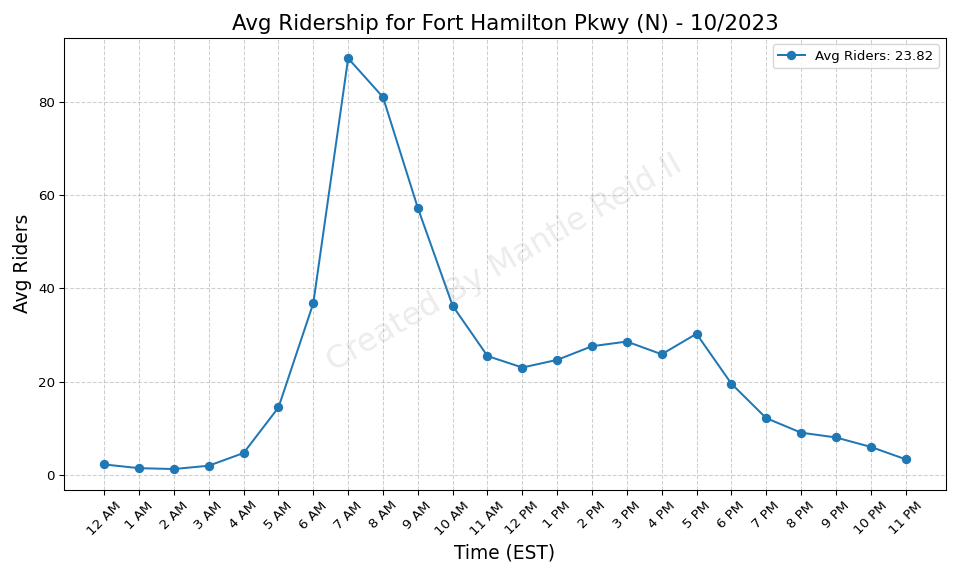 Avg Ridership for Fort Hamilton Pkwy (N) - 10/2023
Avg Riders: 23.82
Avg Riders
80
60
40
20
0
Created By Mantie Reid II
12 AM
1 AM
2 AM
3 AM
4 AM
5 AM
6 AM
7 AM
8 AM
9 AM
10 AM
11 AM
12 PM
1 PM
2 PM
3 PM
4 PM
5 PM
6 PM
7 PM
8 PM
9 PM
10 PM
11 PM
Time (EST)